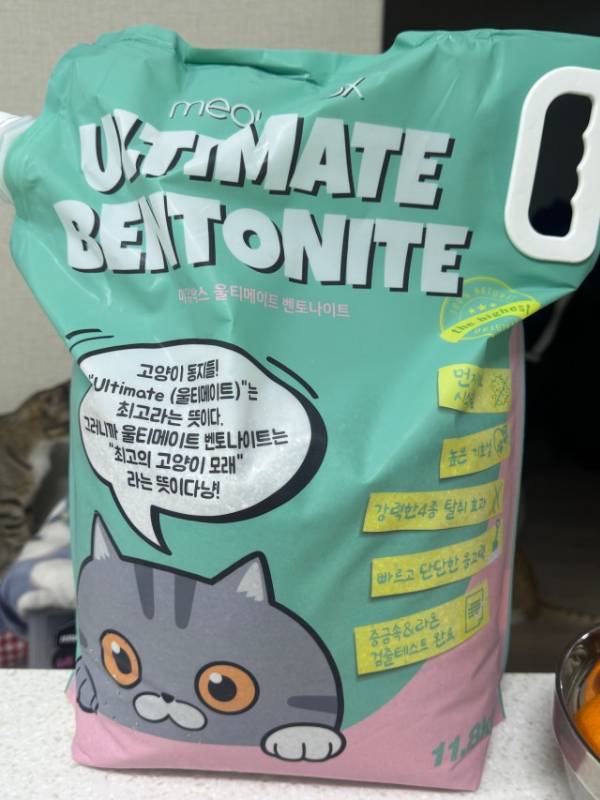 ULTIMATE
BENTONITE
울티메이트 벤토나이트
the highest
고양이 동지들!
"Ultimate (울티메이트)"는
최고라는 뜻이다.
그러니까 울티메이트 벤토나이트는
"최고의 고양이 모래"
라는 뜻이다냥!
높은 기호성
강력한 4중 탈취 효과
빠르고 단단한 응고력
중금속&라돈
검출테스트 완료